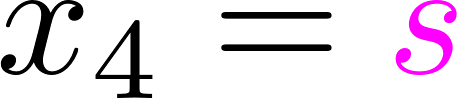 x₄ = s